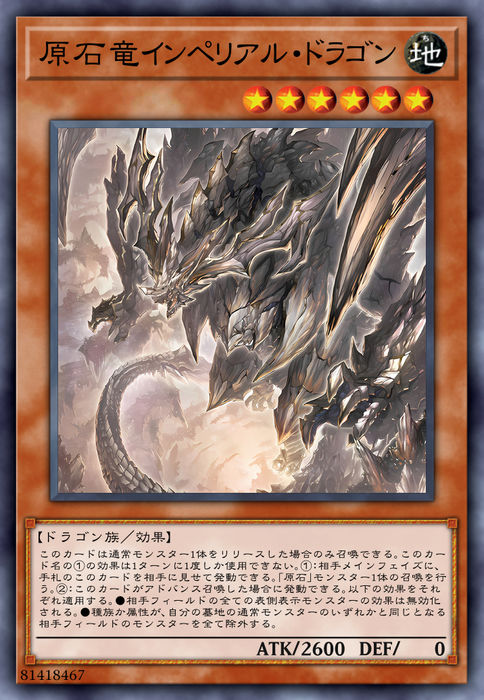 原石竜インペリアル・ドラゴン
ち
地
【ドラゴン族／効果】
このカードは通常モンスター1体をリリースした場合のみ召喚できる。このカー
ド名の①の効果は1ターンに1度しか使用できない。①:相手メインフェイズに、
手札のこのカードを相手に見せて発動できる。「原石」モンスター1体の召喚を行
う。②:このカードがアドバンス召喚した場合に発動できる。以下の効果をそ
れぞれ適用する。●相手フィールドの全ての表側表示モンスターの効果は無効化
される。●種族か属性が、自分の墓地の通常モンスターのいずれかと同じとなる
相手フィールドのモンスターを全て除外する。
ATK/2600 DEF/ 0
81418467